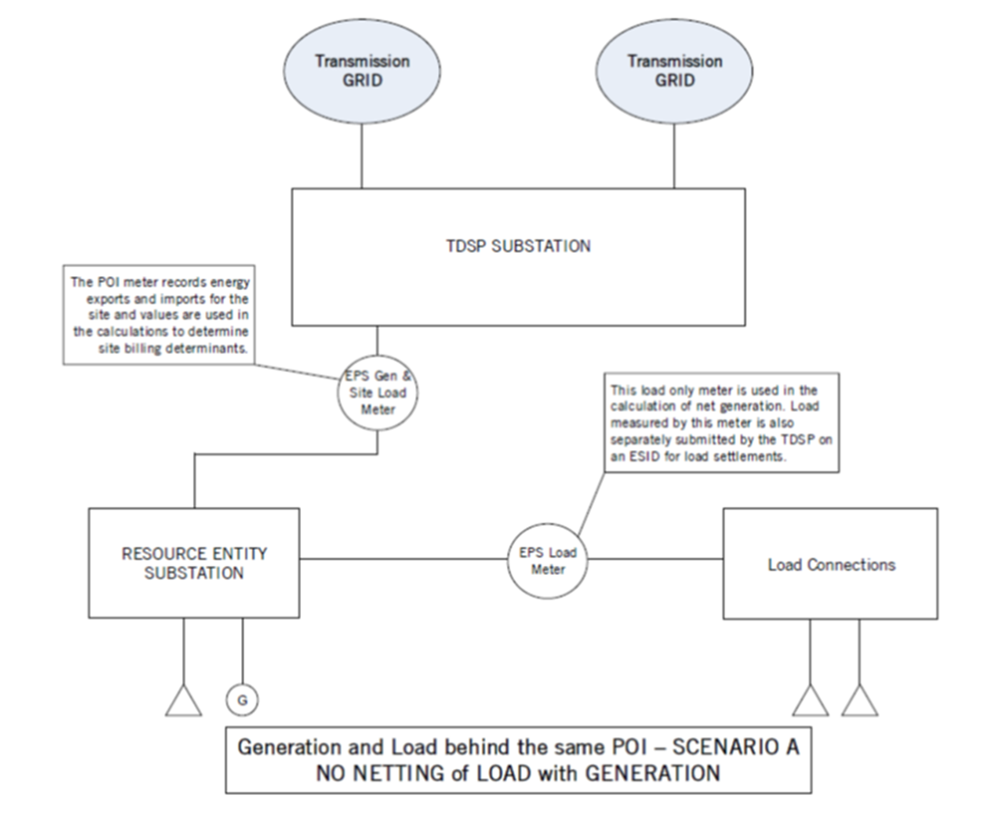 Transmission
GRID
Transmission
GRID
TDSP SUBSTATION
The POI meter records energy
exports and imports for the
site and values are used in
the calculations to determine
site billing determinants.
EPS Gen &
Site Load
Meter
This load only meter is used in the
calculation of net generation. Load
measured by this meter is also
separately submitted by the TDSP on
an ESID for load settlements.
RESOURCE ENTITY
SUBSTATION
EPS Load
Meter
Load Connections
G
Generation and Load behind the same POI – SCENARIO A
NO NETTING of LOAD with GENERATION